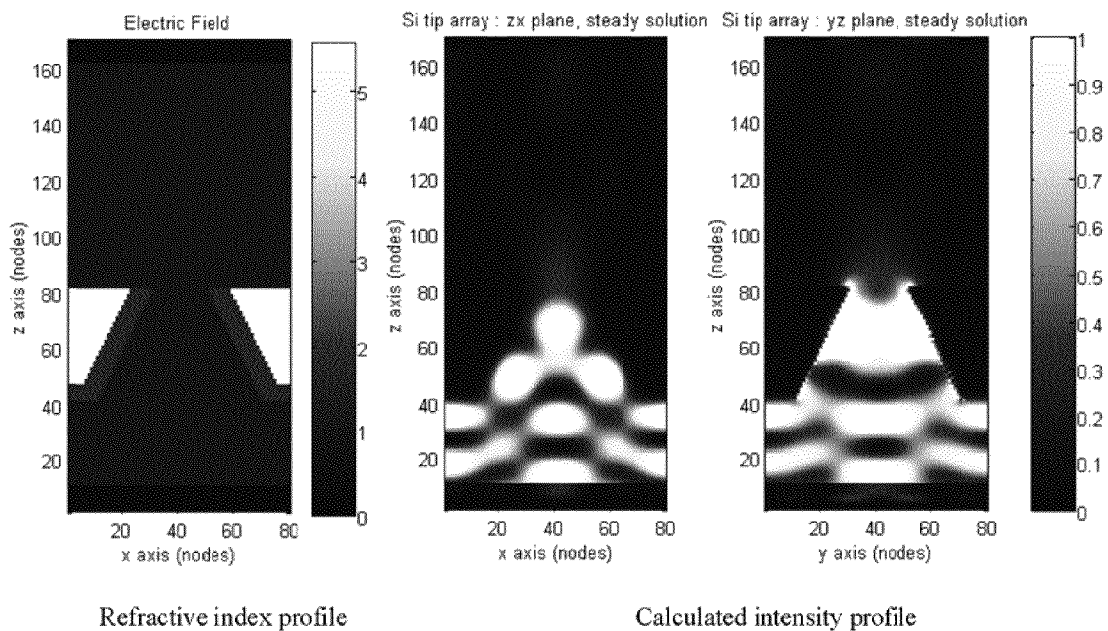 Electric Field
Si tip array : zx plane, steady solution
Si tip array : yz plane, steady solution
z axis (nodes)
160
140
120
100
80
60
40
20
20 40 60 80
x axis (nodes)
5
4
3
2
1
0
z axis (nodes)
160
140
120
100
80
60
40
20
20 40 60 80
x axis (nodes)
z axis (nodes)
160
140
120
100
80
60
40
20
20 40 60 80
y axis (nodes)
1
0.9
0.8
0.7
0.6
0.5
0.4
0.3
0.2
0.1
0
Refractive index profile
Calculated intensity profile